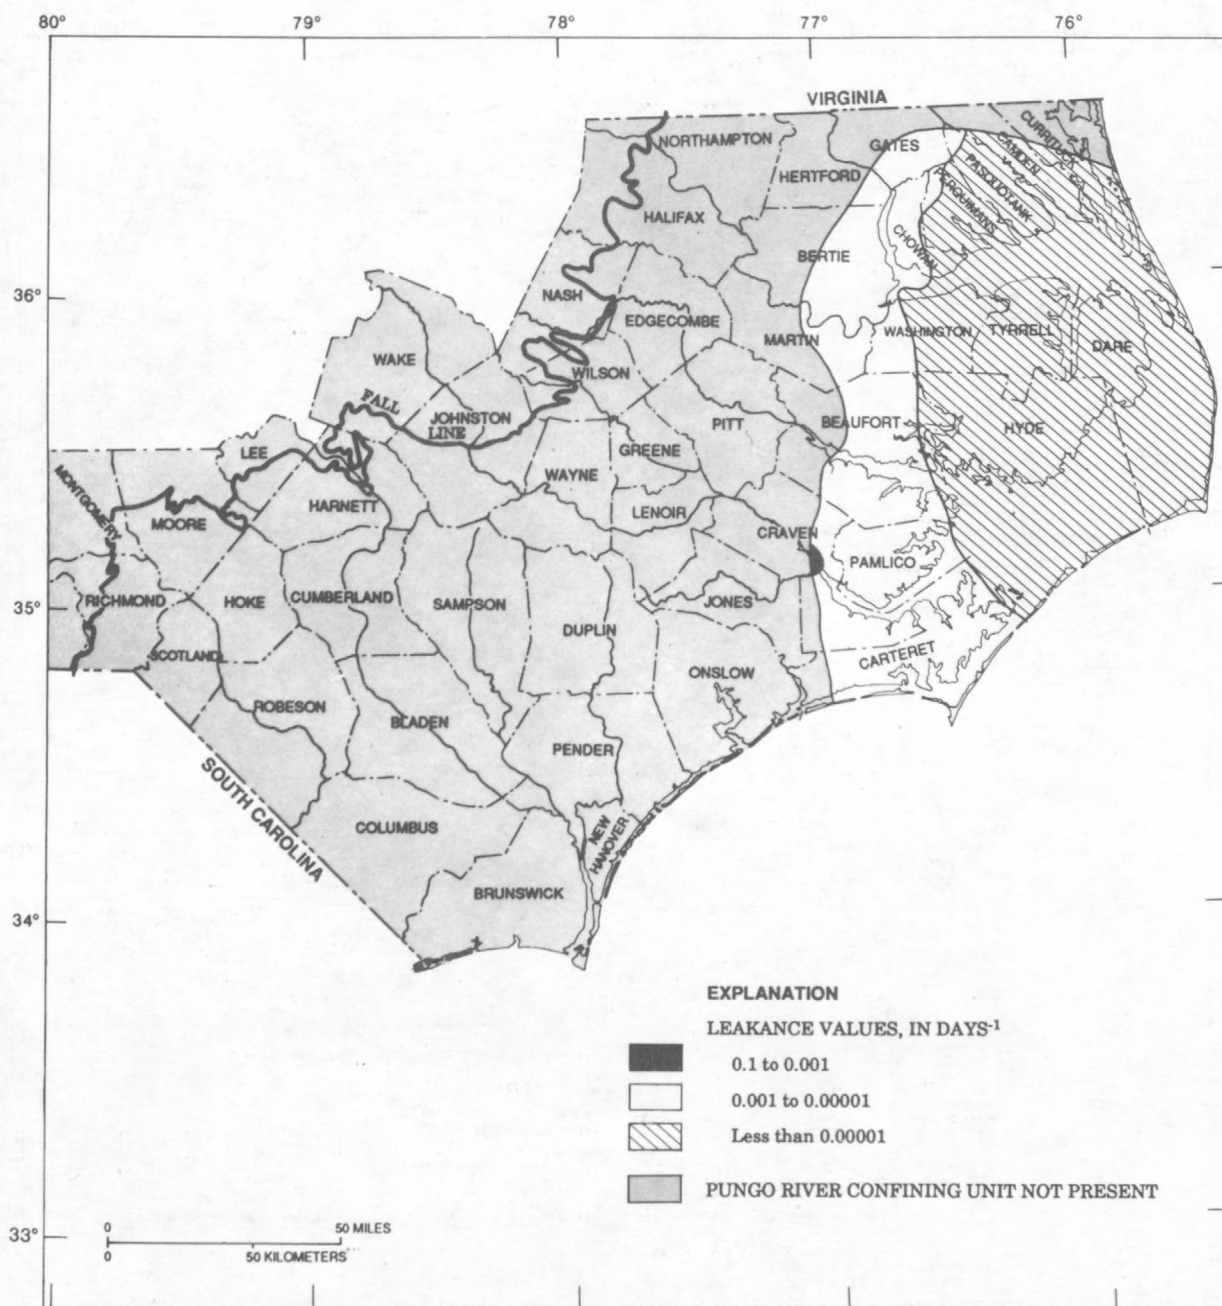 80°
79°
78°
77°
76°
VIRGINIA
NORTHAMPTON
GATES
CURRITUCK
CAMDEN
PASQUOTANK
PERQUIMANS
HERTFORD
HALIFAX
CHOWAN
BERTIE
36°
NASH
EDGECOMBE
MARTIN
WASHINGTON
TYRRELL
DARE
WAKE
WILSON
FALL
LINE
JOHNSTON
PITT
BEAUFORT
HYDE
LEE
GREENE
WAYNE
MONTGOMERY
MOORE
HARNETT
LENOIR
CRAVEN
PAMLICO
35°
RICHMOND
HOKE
CUMBERLAND
SAMPSON
JONES
DUPLIN
SCOTLAND
CARTERET
ONSLOW
ROBESON
BLADEN
PENDER
SOUTH CAROLINA
COLUMBUS
NEW
HANOVER
BRUNSWICK
34°
EXPLANATION
LEAKANCE VALUES, IN DAYS⁻¹
0.1 to 0.001
0.001 to 0.00001
Less than 0.00001
PUNGO RIVER CONFINING UNIT NOT PRESENT
33°
0 50 MILES
0 50 KILOMETERS